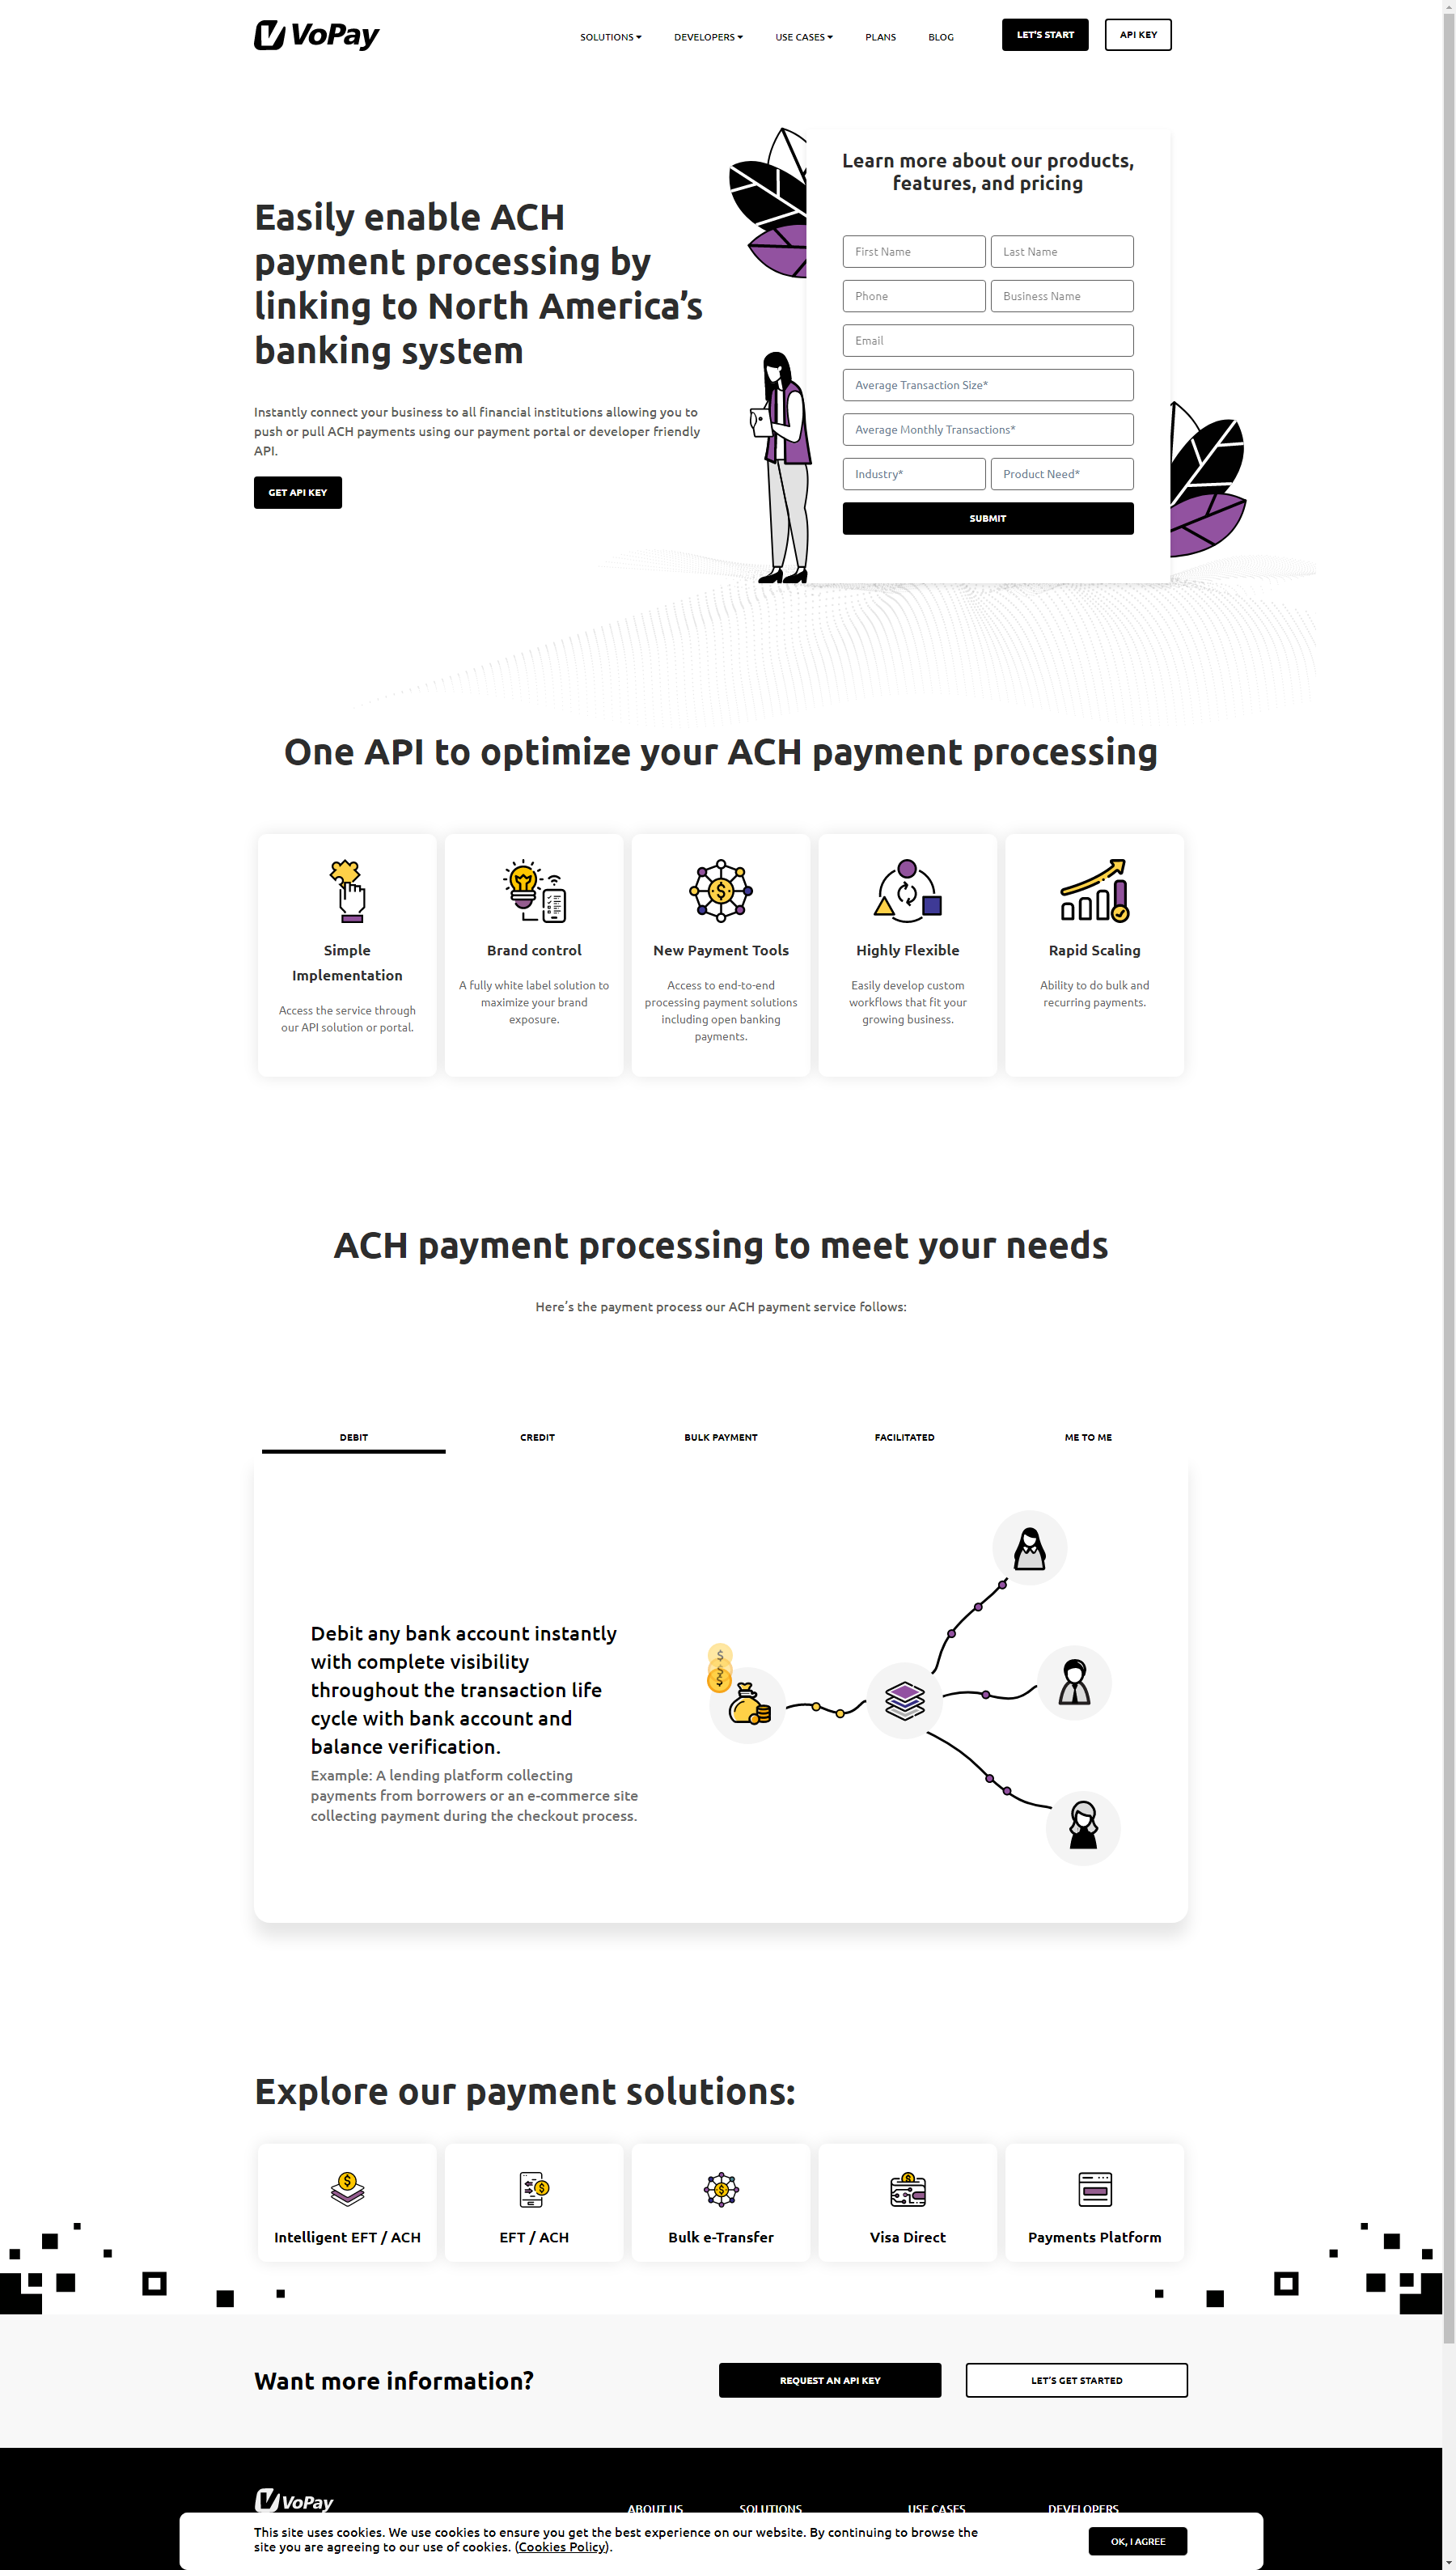 VoPay
SOLUTIONS
DEVELOPERS
USE CASES
PLANS
BLOG
LET'S START
API KEY
Easily enable ACH
payment processing by
linking to North America’s
banking system
Instantly connect your business to all financial institutions allowing you to
push or pull ACH payments using our payment portal or developer friendly
API.
GET API KEY
Learn more about our products,
features, and pricing
First Name
Last Name
Phone
Business Name
Email
Average Transaction Size*
Average Monthly Transactions*
Industry*
Product Need*
SUBMIT
One API to optimize your ACH payment processing
Simple
Implementation
Access the service through
our API solution or portal.
Brand control
A fully white label solution to
maximize your brand
exposure.
New Payment Tools
Access to end-to-end
processing payment solutions
including open banking
payments.
Highly Flexible
Easily develop custom
workflows that fit your
growing business.
Rapid Scaling
Ability to do bulk and
recurring payments.
ACH payment processing to meet your needs
Here’s the payment process our ACH payment service follows:
DEBIT
CREDIT
BULK PAYMENT
FACILITATED
ME TO ME
Debit any bank account instantly
with complete visibility
throughout the transaction life
cycle with bank account and
balance verification.
Example: A lending platform collecting
payments from borrowers or an e-commerce site
collecting payment during the checkout process.
Explore our payment solutions:
Intelligent EFT / ACH
EFT / ACH
Bulk e-Transfer
Visa Direct
Payments Platform
Want more information?
REQUEST AN API KEY
LET'S GET STARTED
VoPay
ABOUT US
SOLUTIONS
USE CASES
DEVELOPERS
This site uses cookies. We use cookies to ensure you get the best experience on our website. By continuing to browse the
site you are agreeing to our use of cookies. (Cookies Policy).
OK, I AGREE